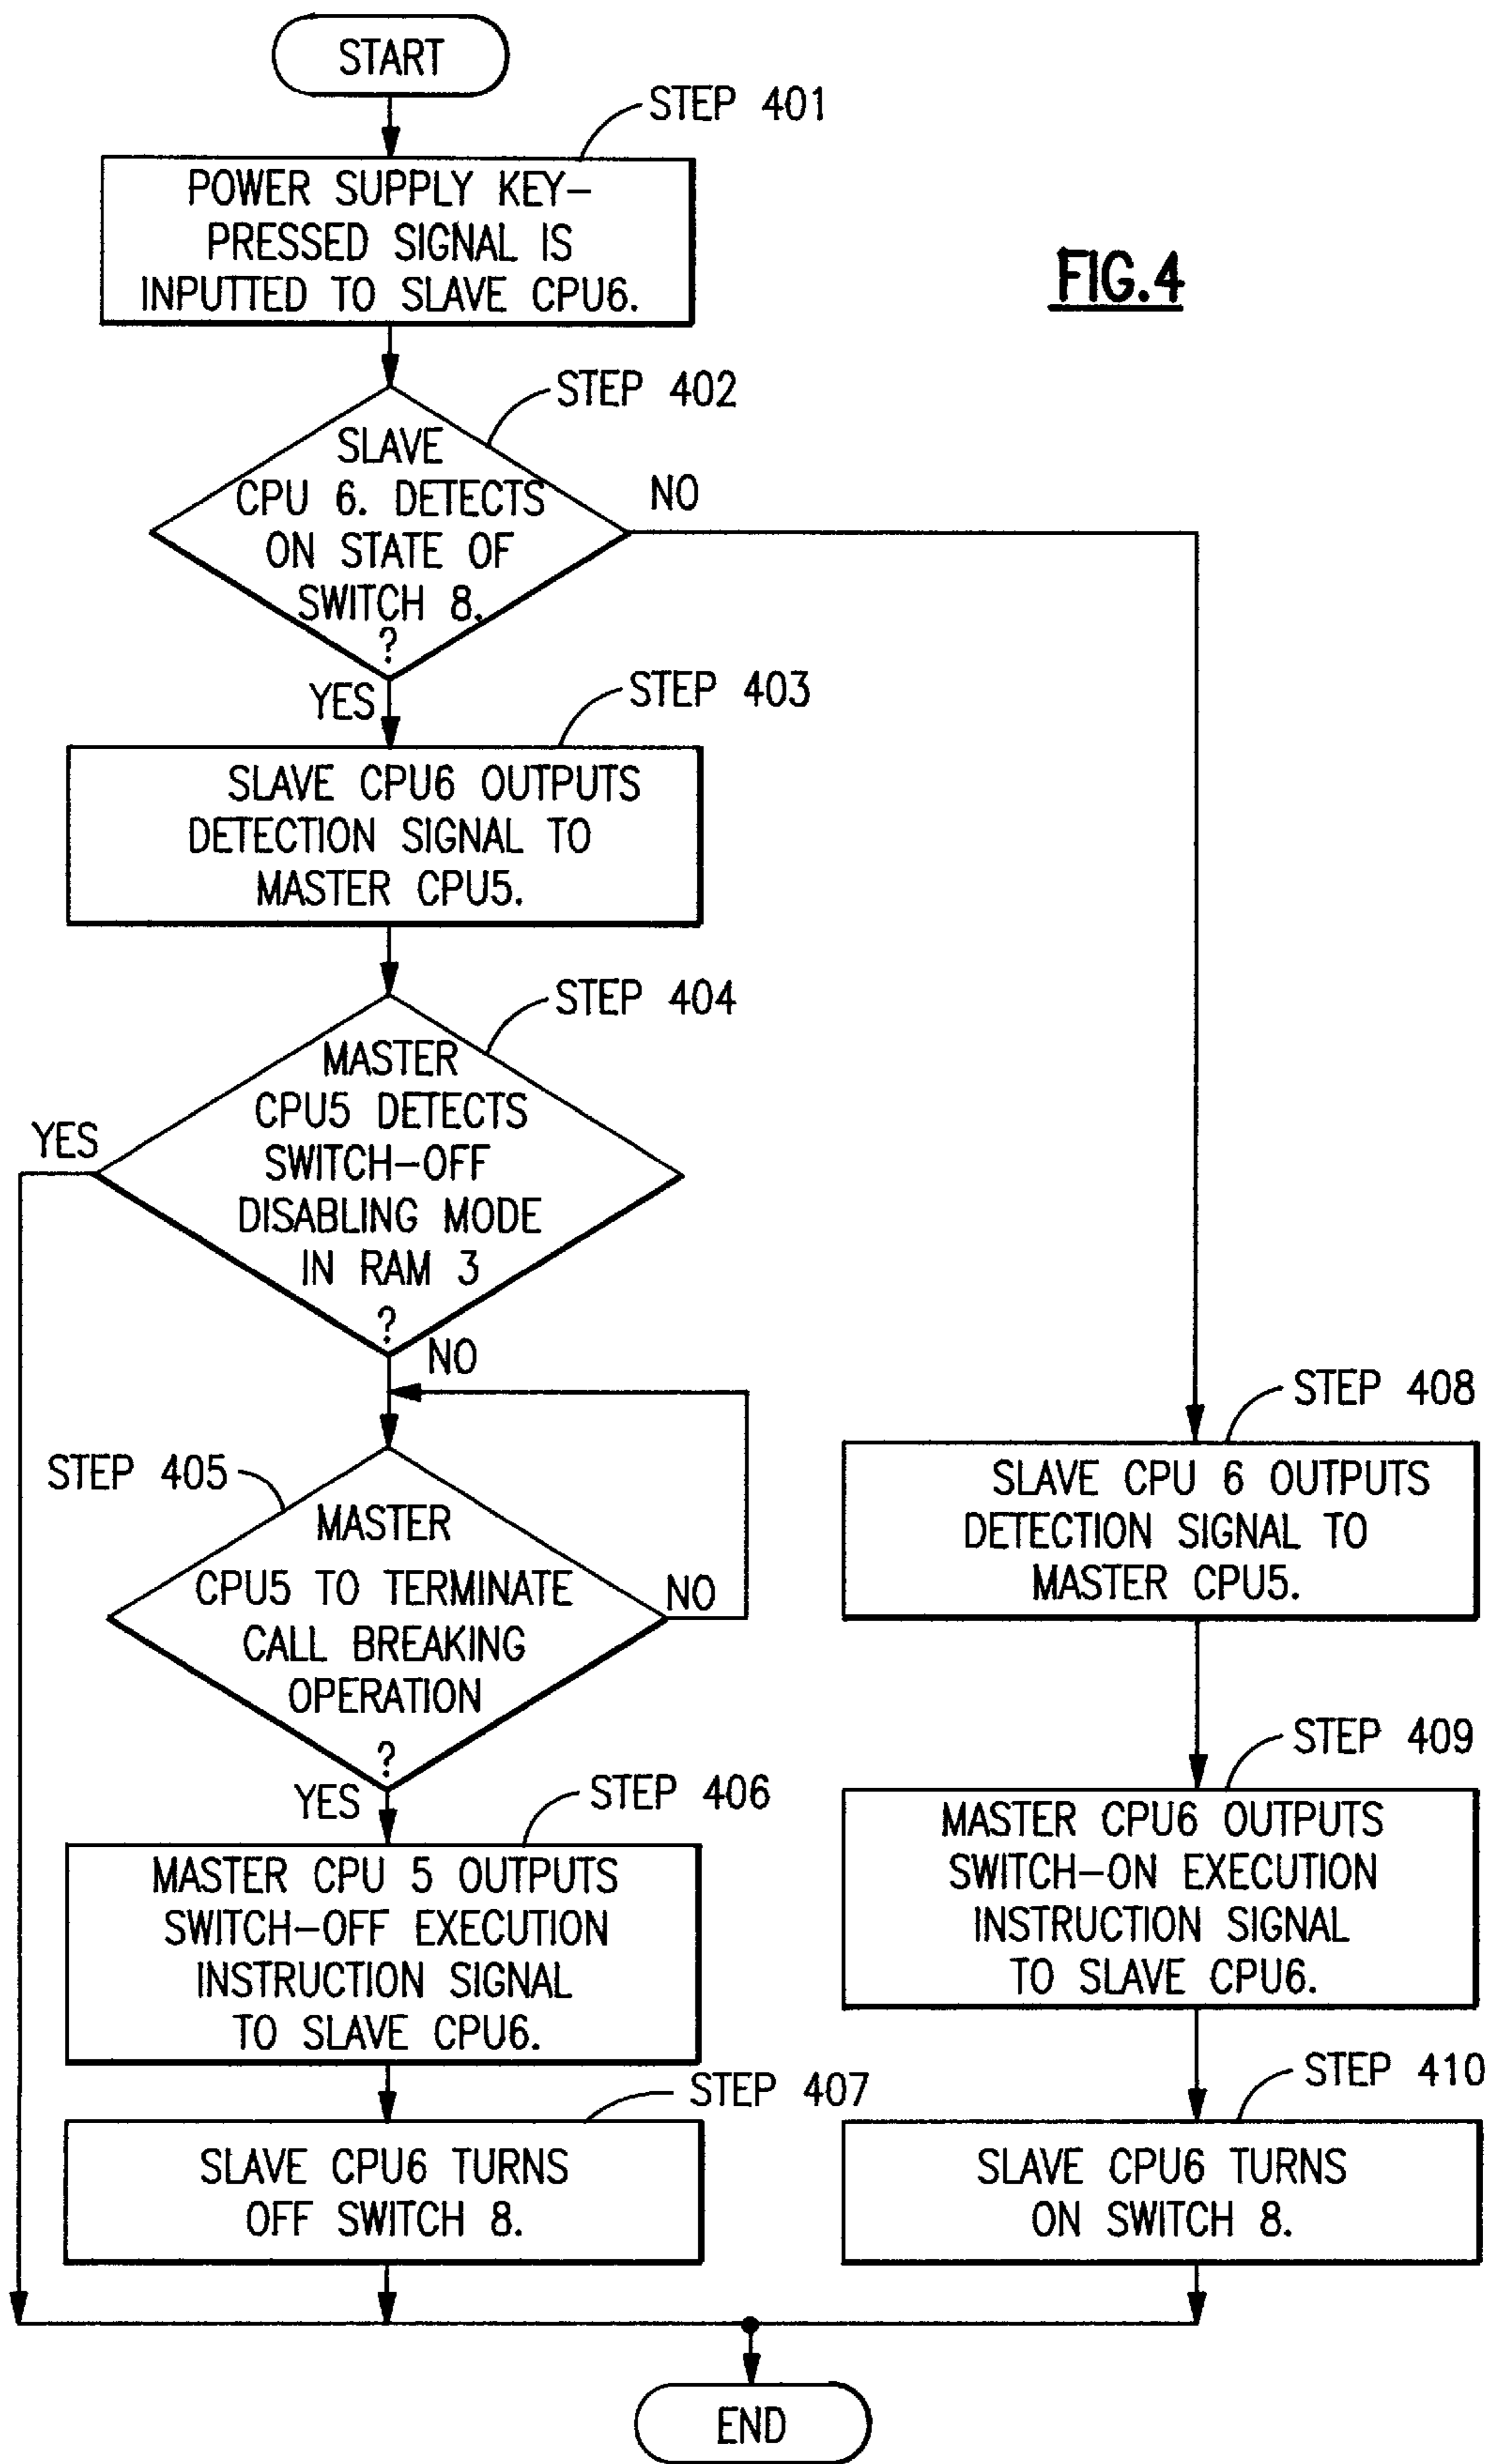 START
STEP 401
POWER SUPPLY KEY-
PRESSED SIGNAL IS
INPUTTED TO SLAVE CPU6.
FIG.4
STEP 402
SLAVE
CPU 6. DETECTS
ON STATE OF
SWITCH 8.
?
NO
YES
STEP 403
SLAVE CPU6 OUTPUTS
DETECTION SIGNAL TO
MASTER CPU5.
STEP 404
MASTER
CPU5 DETECTS
SWITCH-OFF
DISABLING MODE
IN RAM 3
?
YES
NO
STEP 405
MASTER
CPU5 TO TERMINATE
CALL BREAKING
OPERATION
?
NO
YES
STEP 406
MASTER CPU 5 OUTPUTS
SWITCH-OFF EXECUTION
INSTRUCTION SIGNAL
TO SLAVE CPU6.
STEP 407
SLAVE CPU6 TURNS
OFF SWITCH 8.
STEP 408
SLAVE CPU 6 OUTPUTS
DETECTION SIGNAL TO
MASTER CPU5.
STEP 409
MASTER CPU6 OUTPUTS
SWITCH-ON EXECUTION
INSTRUCTION SIGNAL
TO SLAVE CPU6.
STEP 410
SLAVE CPU6 TURNS
ON SWITCH 8.
END